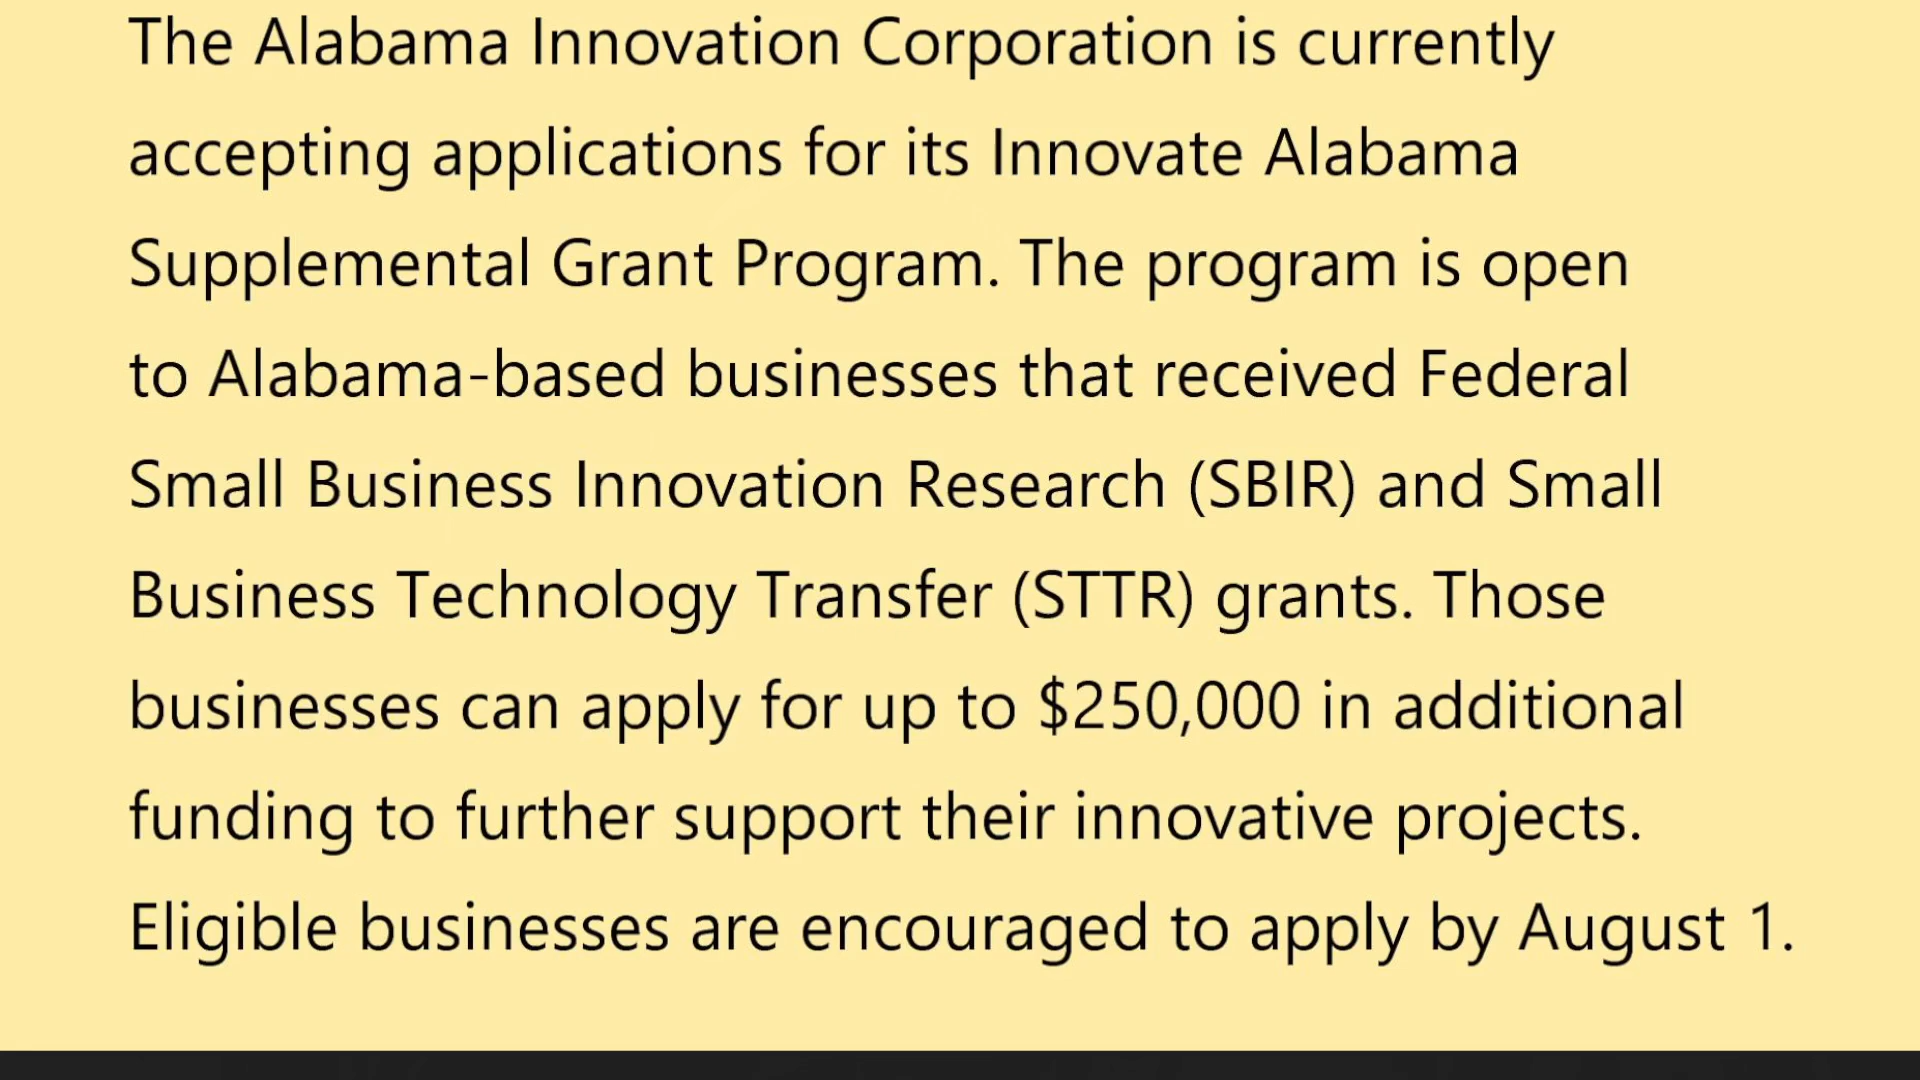 The Alabama Innovation Corporation is currently
accepting applications for its Innovate Alabama
Supplemental Grant Program. The program is open
to Alabama-based businesses that received Federal
Small Business Innovation Research (SBIR) and Small
Business Technology Transfer (STTR) grants. Those
businesses can apply for up to $250,000 in additional
funding to further support their innovative projects.
Eligible businesses are encouraged to apply by August 1.